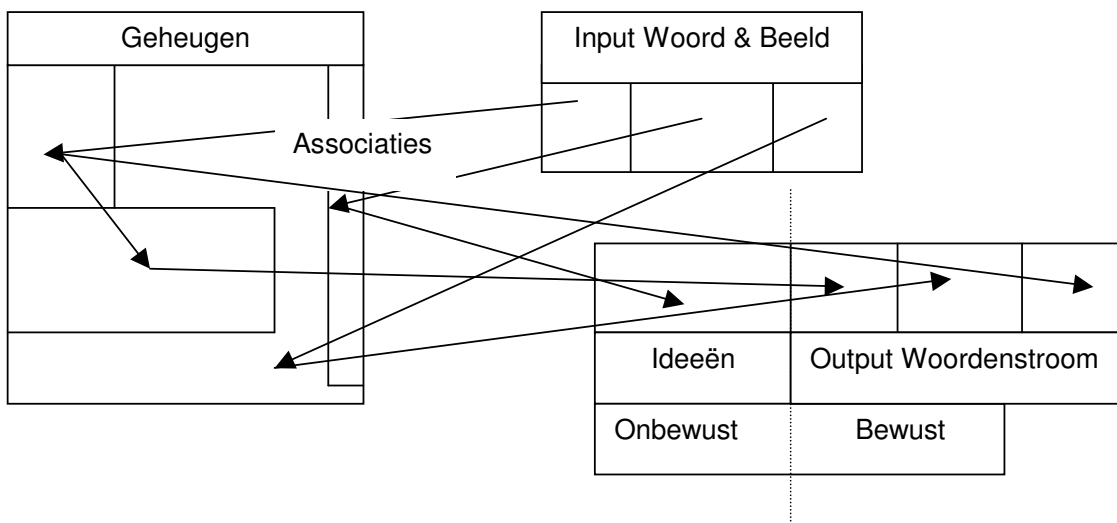 Geheugen
Input Woord & Beeld
Associaties
Ideeën
Output Woordenstroom
Onbewust
Bewust